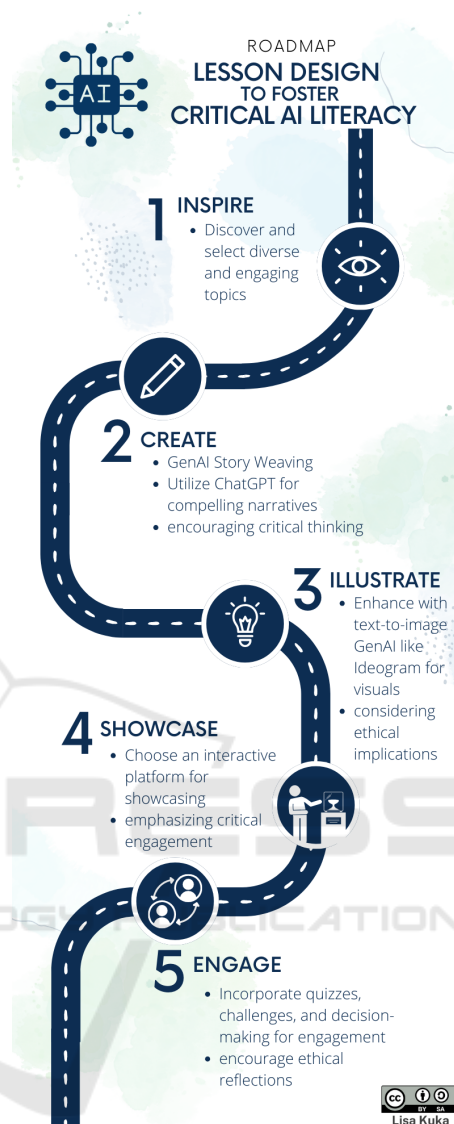 AI
ROADMAP
LESSON DESIGN
TO FOSTER
CRITICAL AI LITERACY
1 INSPIRE
• Discover and
select diverse
and engaging
topics
2 CREATE
• GenAI Story Weaving
• Utilize ChatGPT for
compelling narratives
• encouraging critical thinking
3 ILLUSTRATE
• Enhance with
text-to-image
GenAI like
Ideogram for
visuals
• considering
ethical
implications
4 SHOWCASE
• Choose an interactive
platform for
showcasing
• emphasizing critical
engagement
5 ENGAGE
• Incorporate quizzes,
challenges, and decision-
making for engagement
• encourage ethical
reflections
cc BY SA
Lisa Kuka